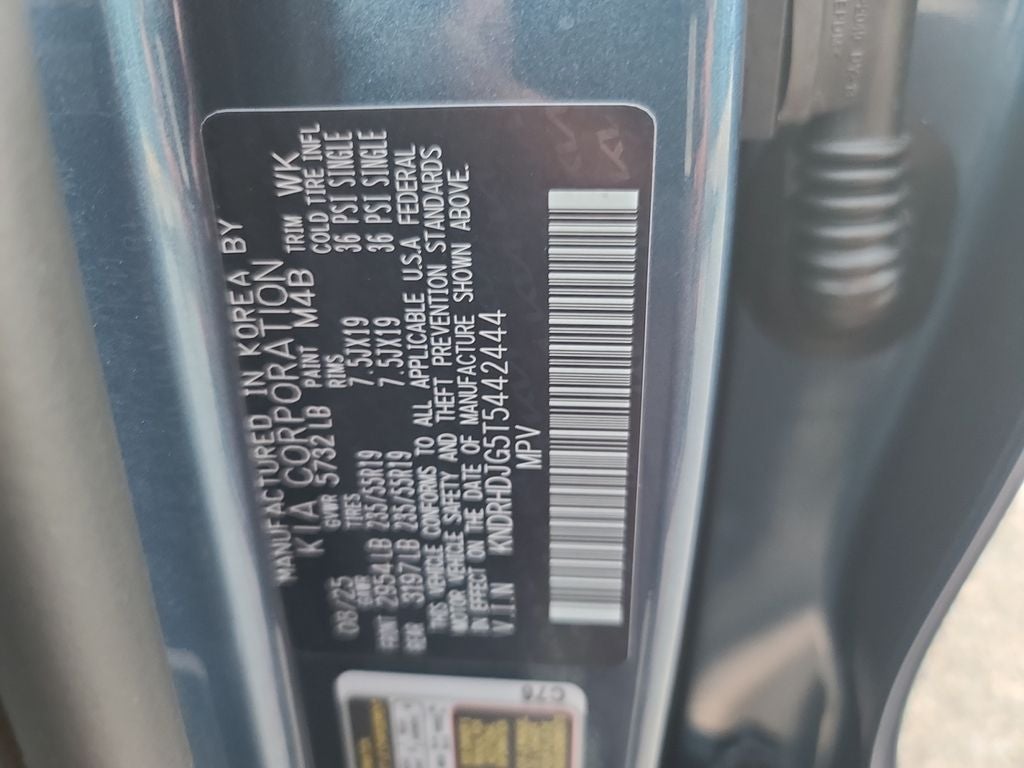 MANUFACTURED IN KOREA BY
KIA CORPORATION
08/25 GVWR 5732LB PAINT M4B TRIM WK
GAWR TIRES RIMS COLD TIRE INFL
FRONT 2954LB 235/55R19 7.5JX19 36 PSI SINGLE
REAR 3197LB 235/55R19 7.5JX19 36 PSI SINGLE
THIS VEHICLE CONFORMS TO ALL APPLICABLE U.S.A FEDERAL
MOTOR VEHICLE SAFETY AND THEFT PREVENTION STANDARDS
IN EFFECT ON THE DATE OF MANUFACTURE SHOWN ABOVE.
V.I.N KNDRHDJG5T5442444
MPV
C76